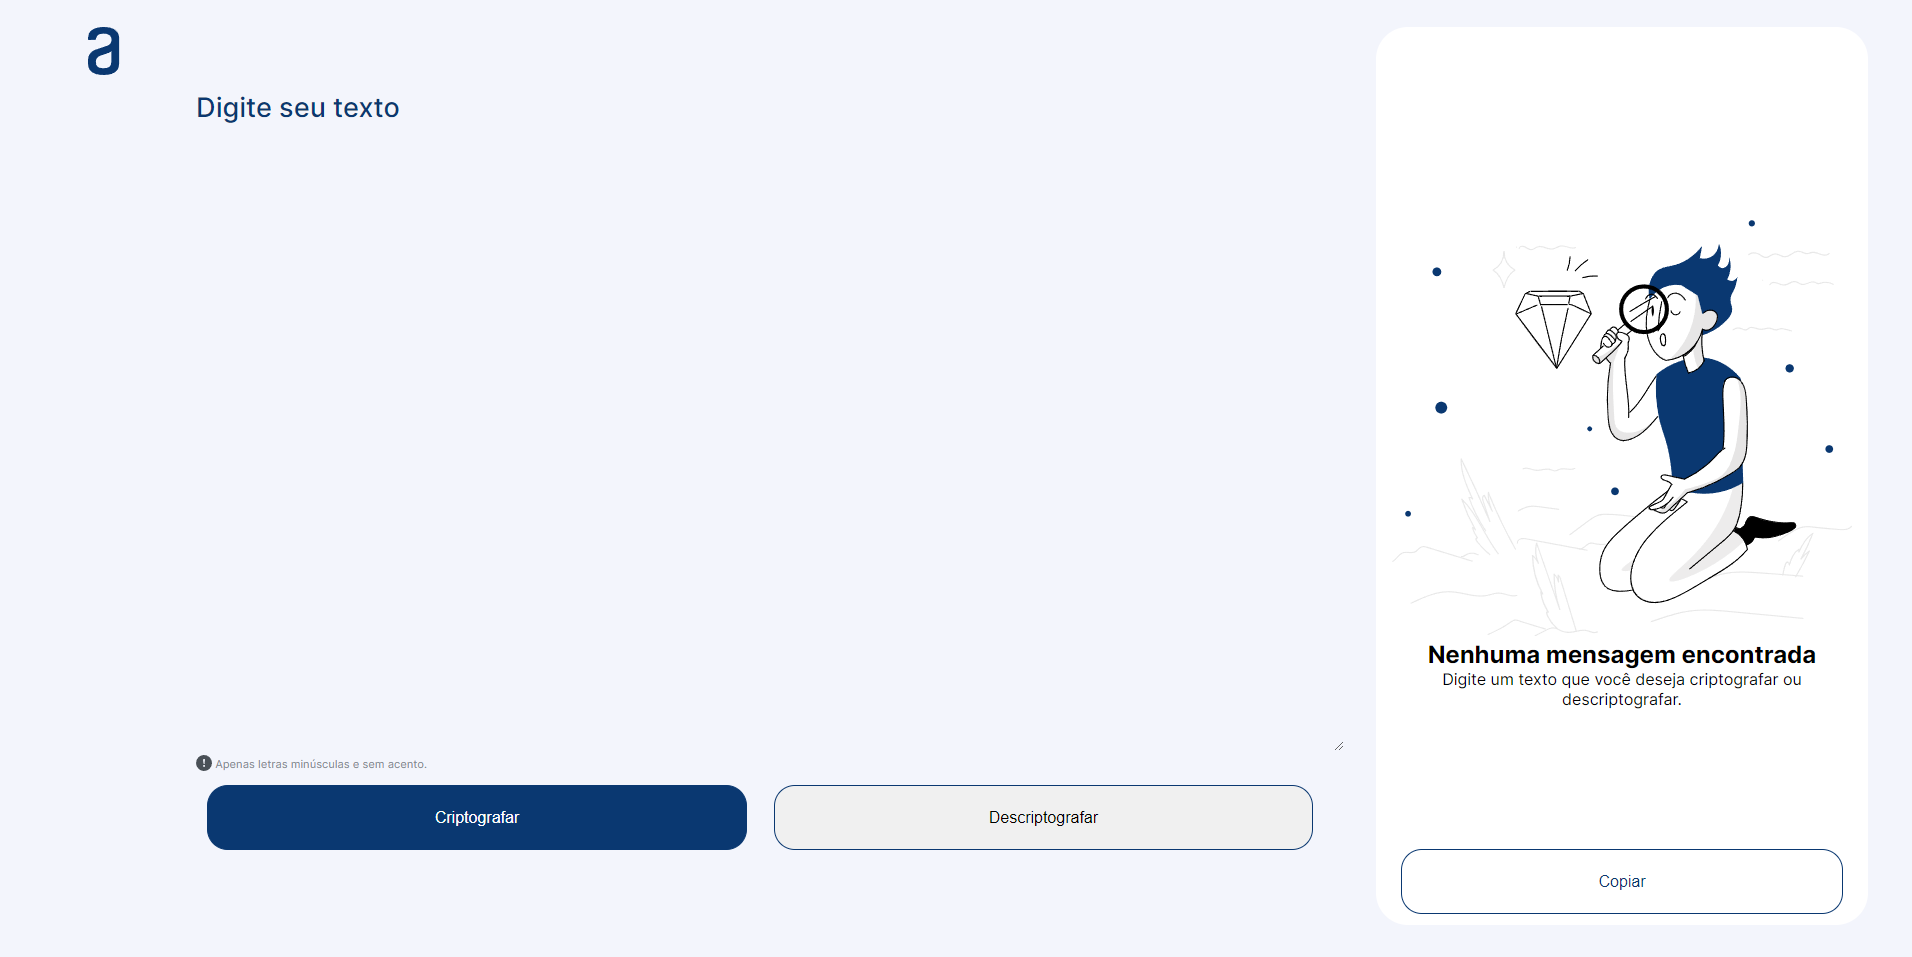 a
Digite seu texto
Apenas letras minúsculas e sem acento.
Criptografar
Descriptografar
Nenhuma mensagem encontrada
Digite um texto que você deseja criptografar ou
descriptografar.
Copiar